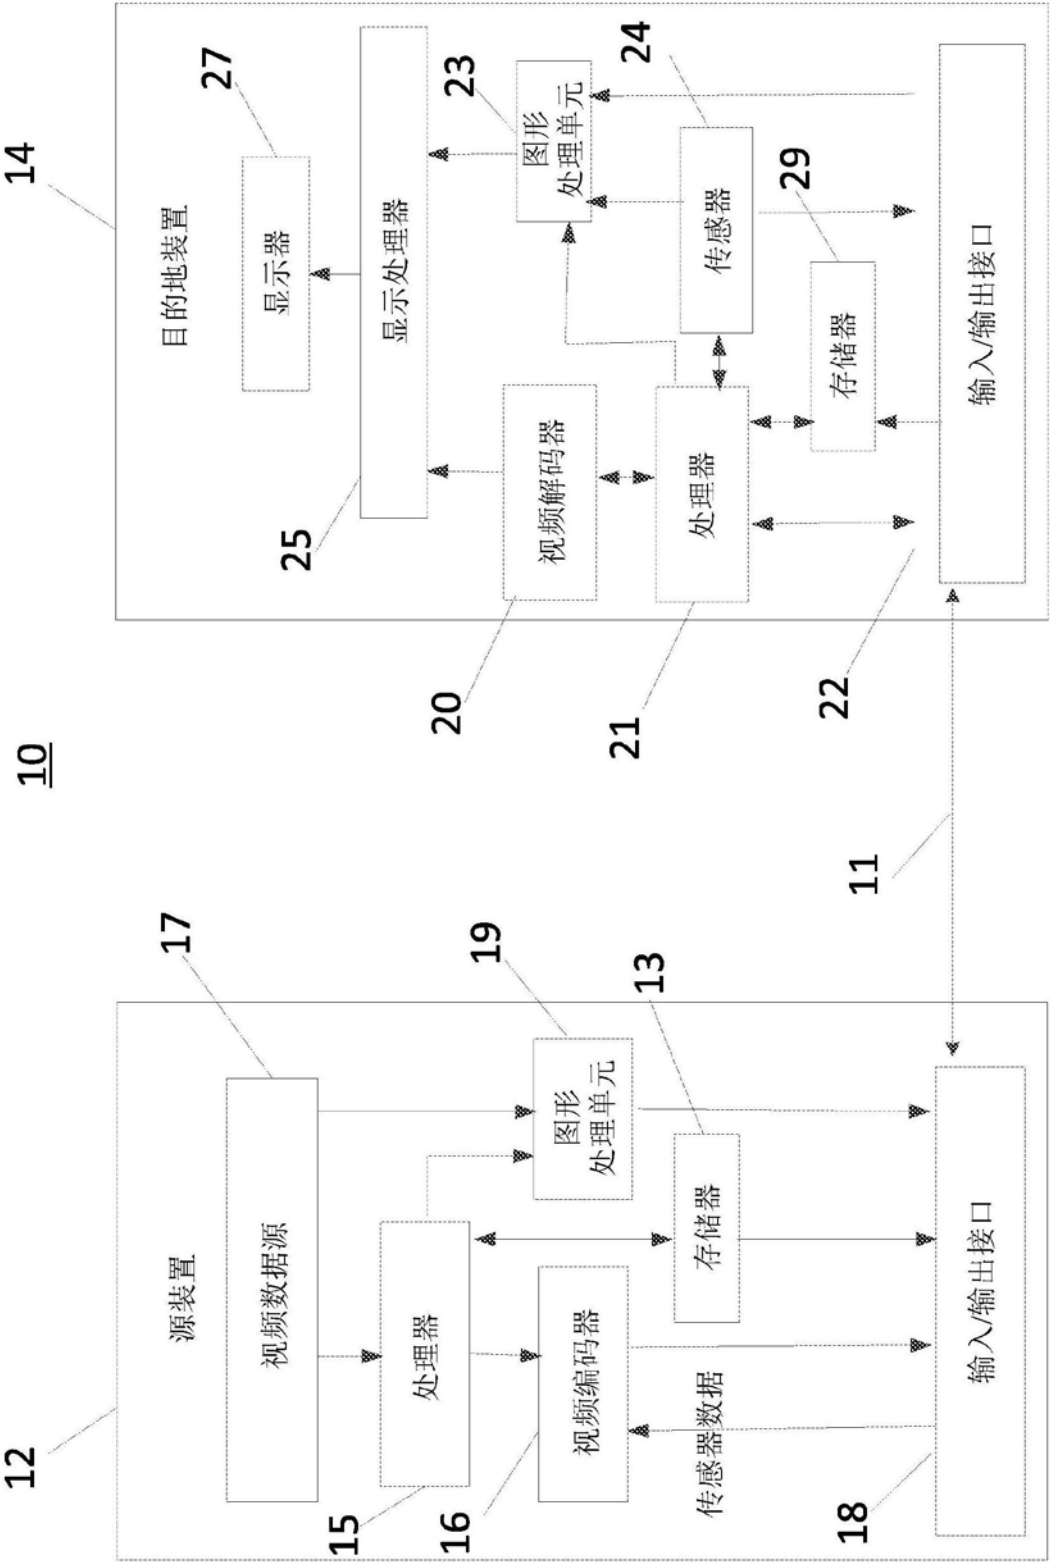 10
12
源装置
17
视频数据源
15
处理器
19
图形
处理单元
16
视频编码器
13
存储器
传感器数据
18
输入/输出接口
11
14
目的地装置
27
显示器
25
显示处理器
20
视频解码器
23
图形
处理单元
21
处理器
24
传感器
29
存储器
22
输入/输出接口